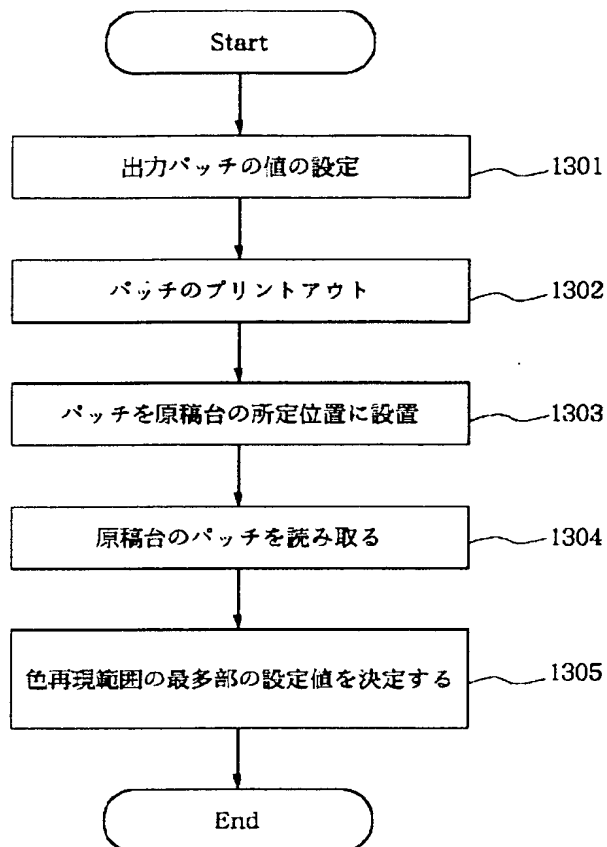 Start
出力パッチの値の設定
1301
パッチのプリントアウト
1302
パッチを原稿台の所定位置に設置
1303
原稿台のパッチを読み取る
1304
色再現範囲の最多部の設定値を決定する
1305
End